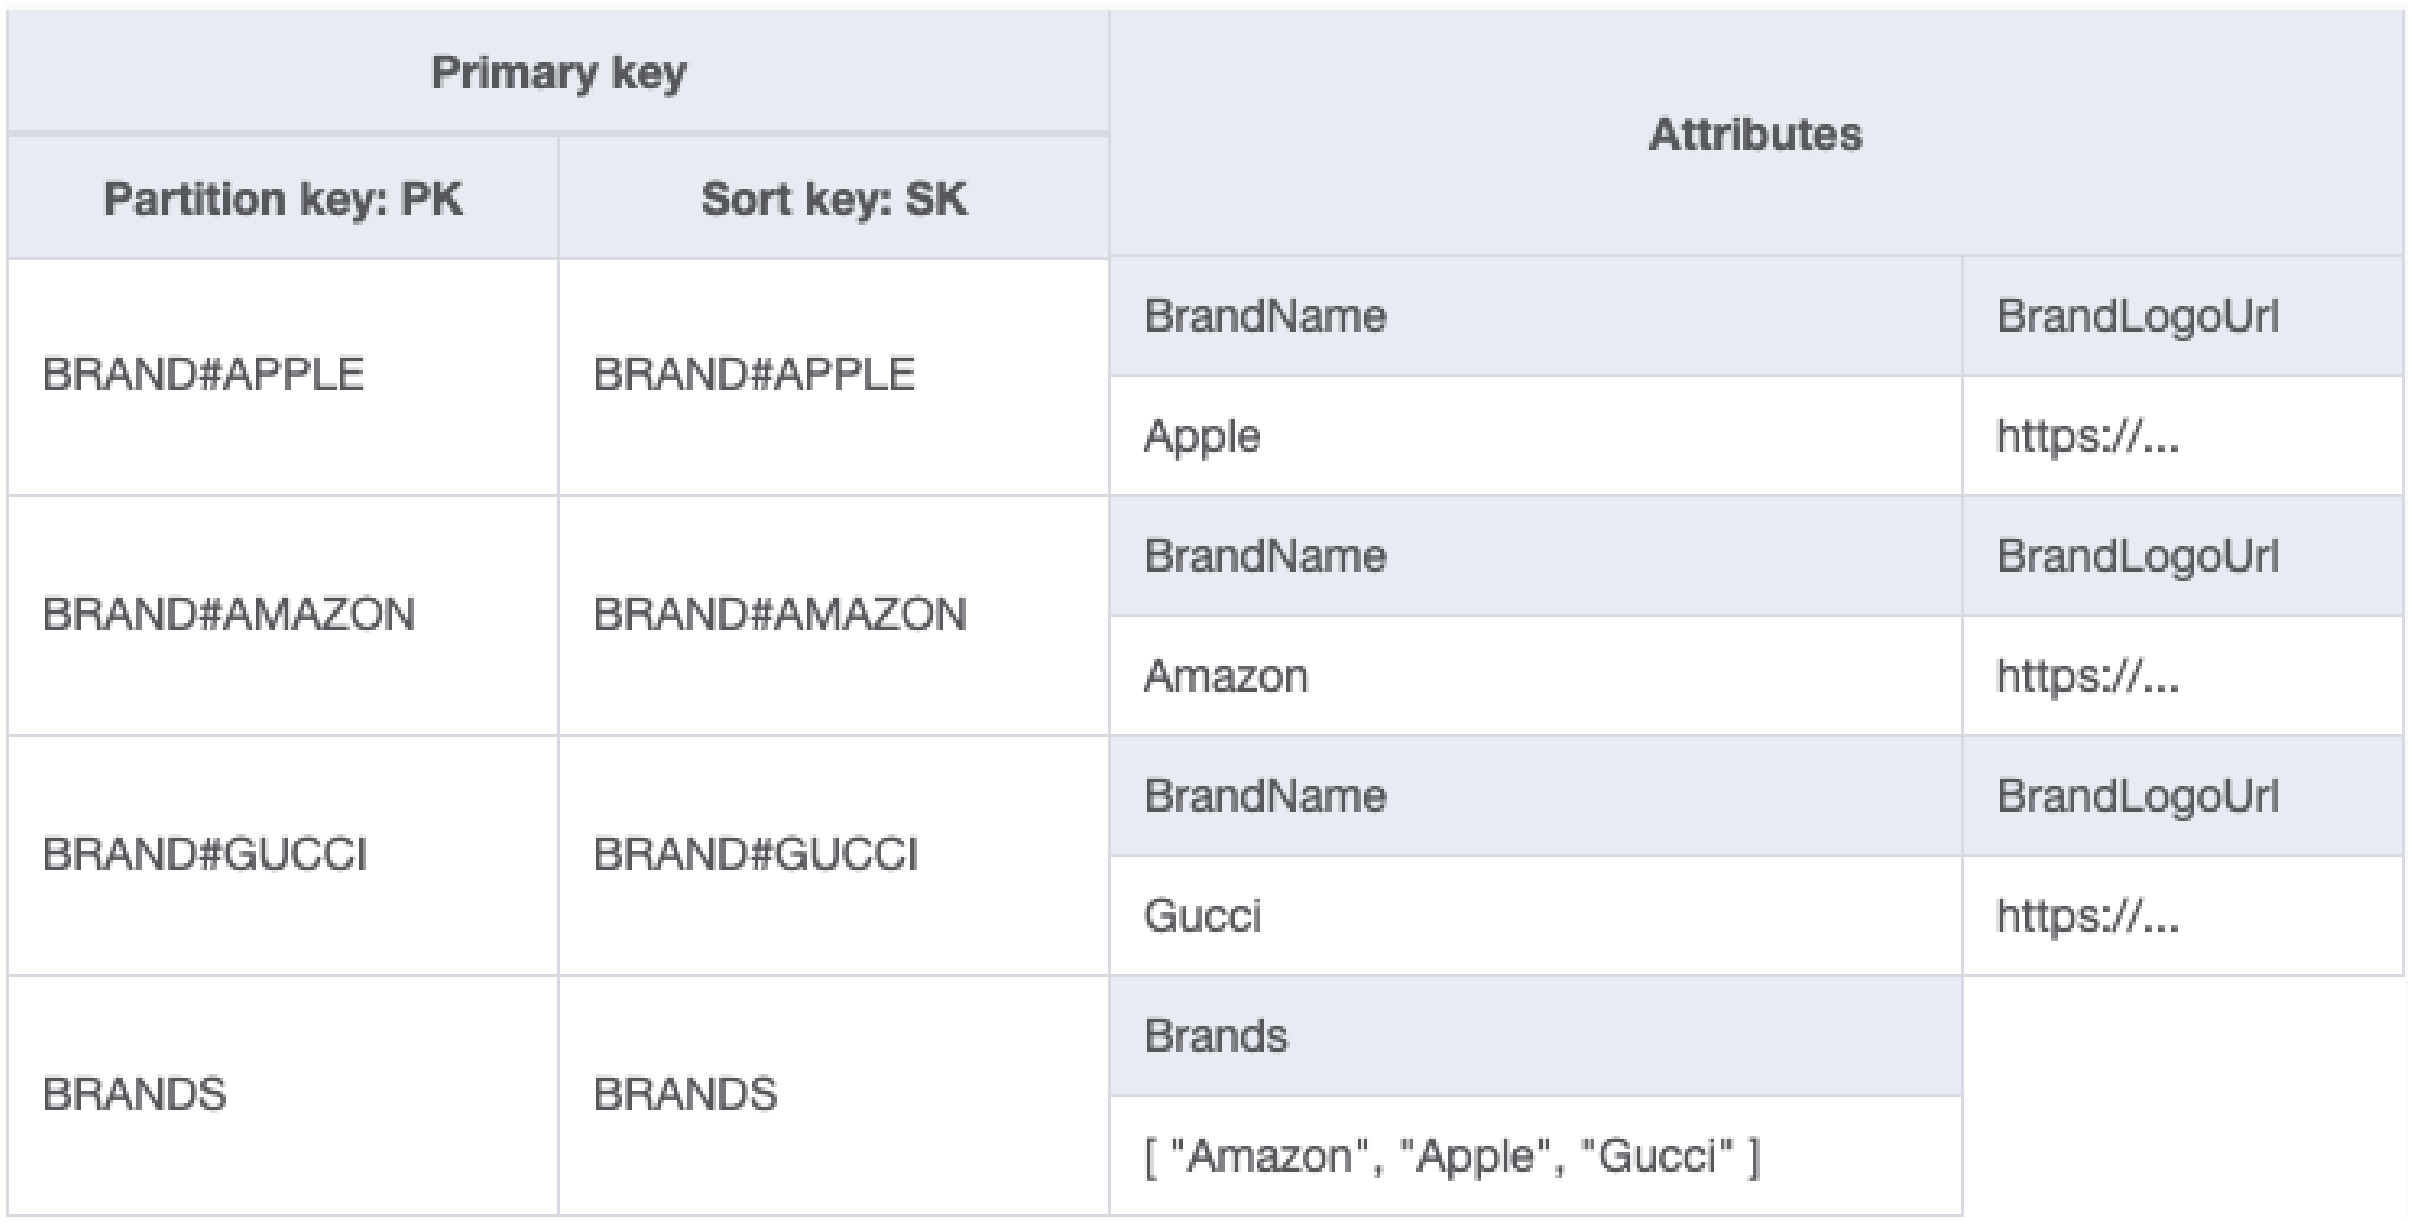 Primary key
Attributes
Partition key: PK
Sort key: SK
BrandName
BrandLogoUrl
BRAND#APPLE
BRAND#APPLE
Apple
https://...
BrandName
BrandLogoUrl
BRAND#AMAZON
BRAND#AMAZON
Amazon
https://...
BrandName
BrandLogoUrl
BRAND#GUCCI
BRAND#GUCCI
Gucci
https://...
Brands
BRANDS
BRANDS
[ "Amazon", "Apple", "Gucci" ]